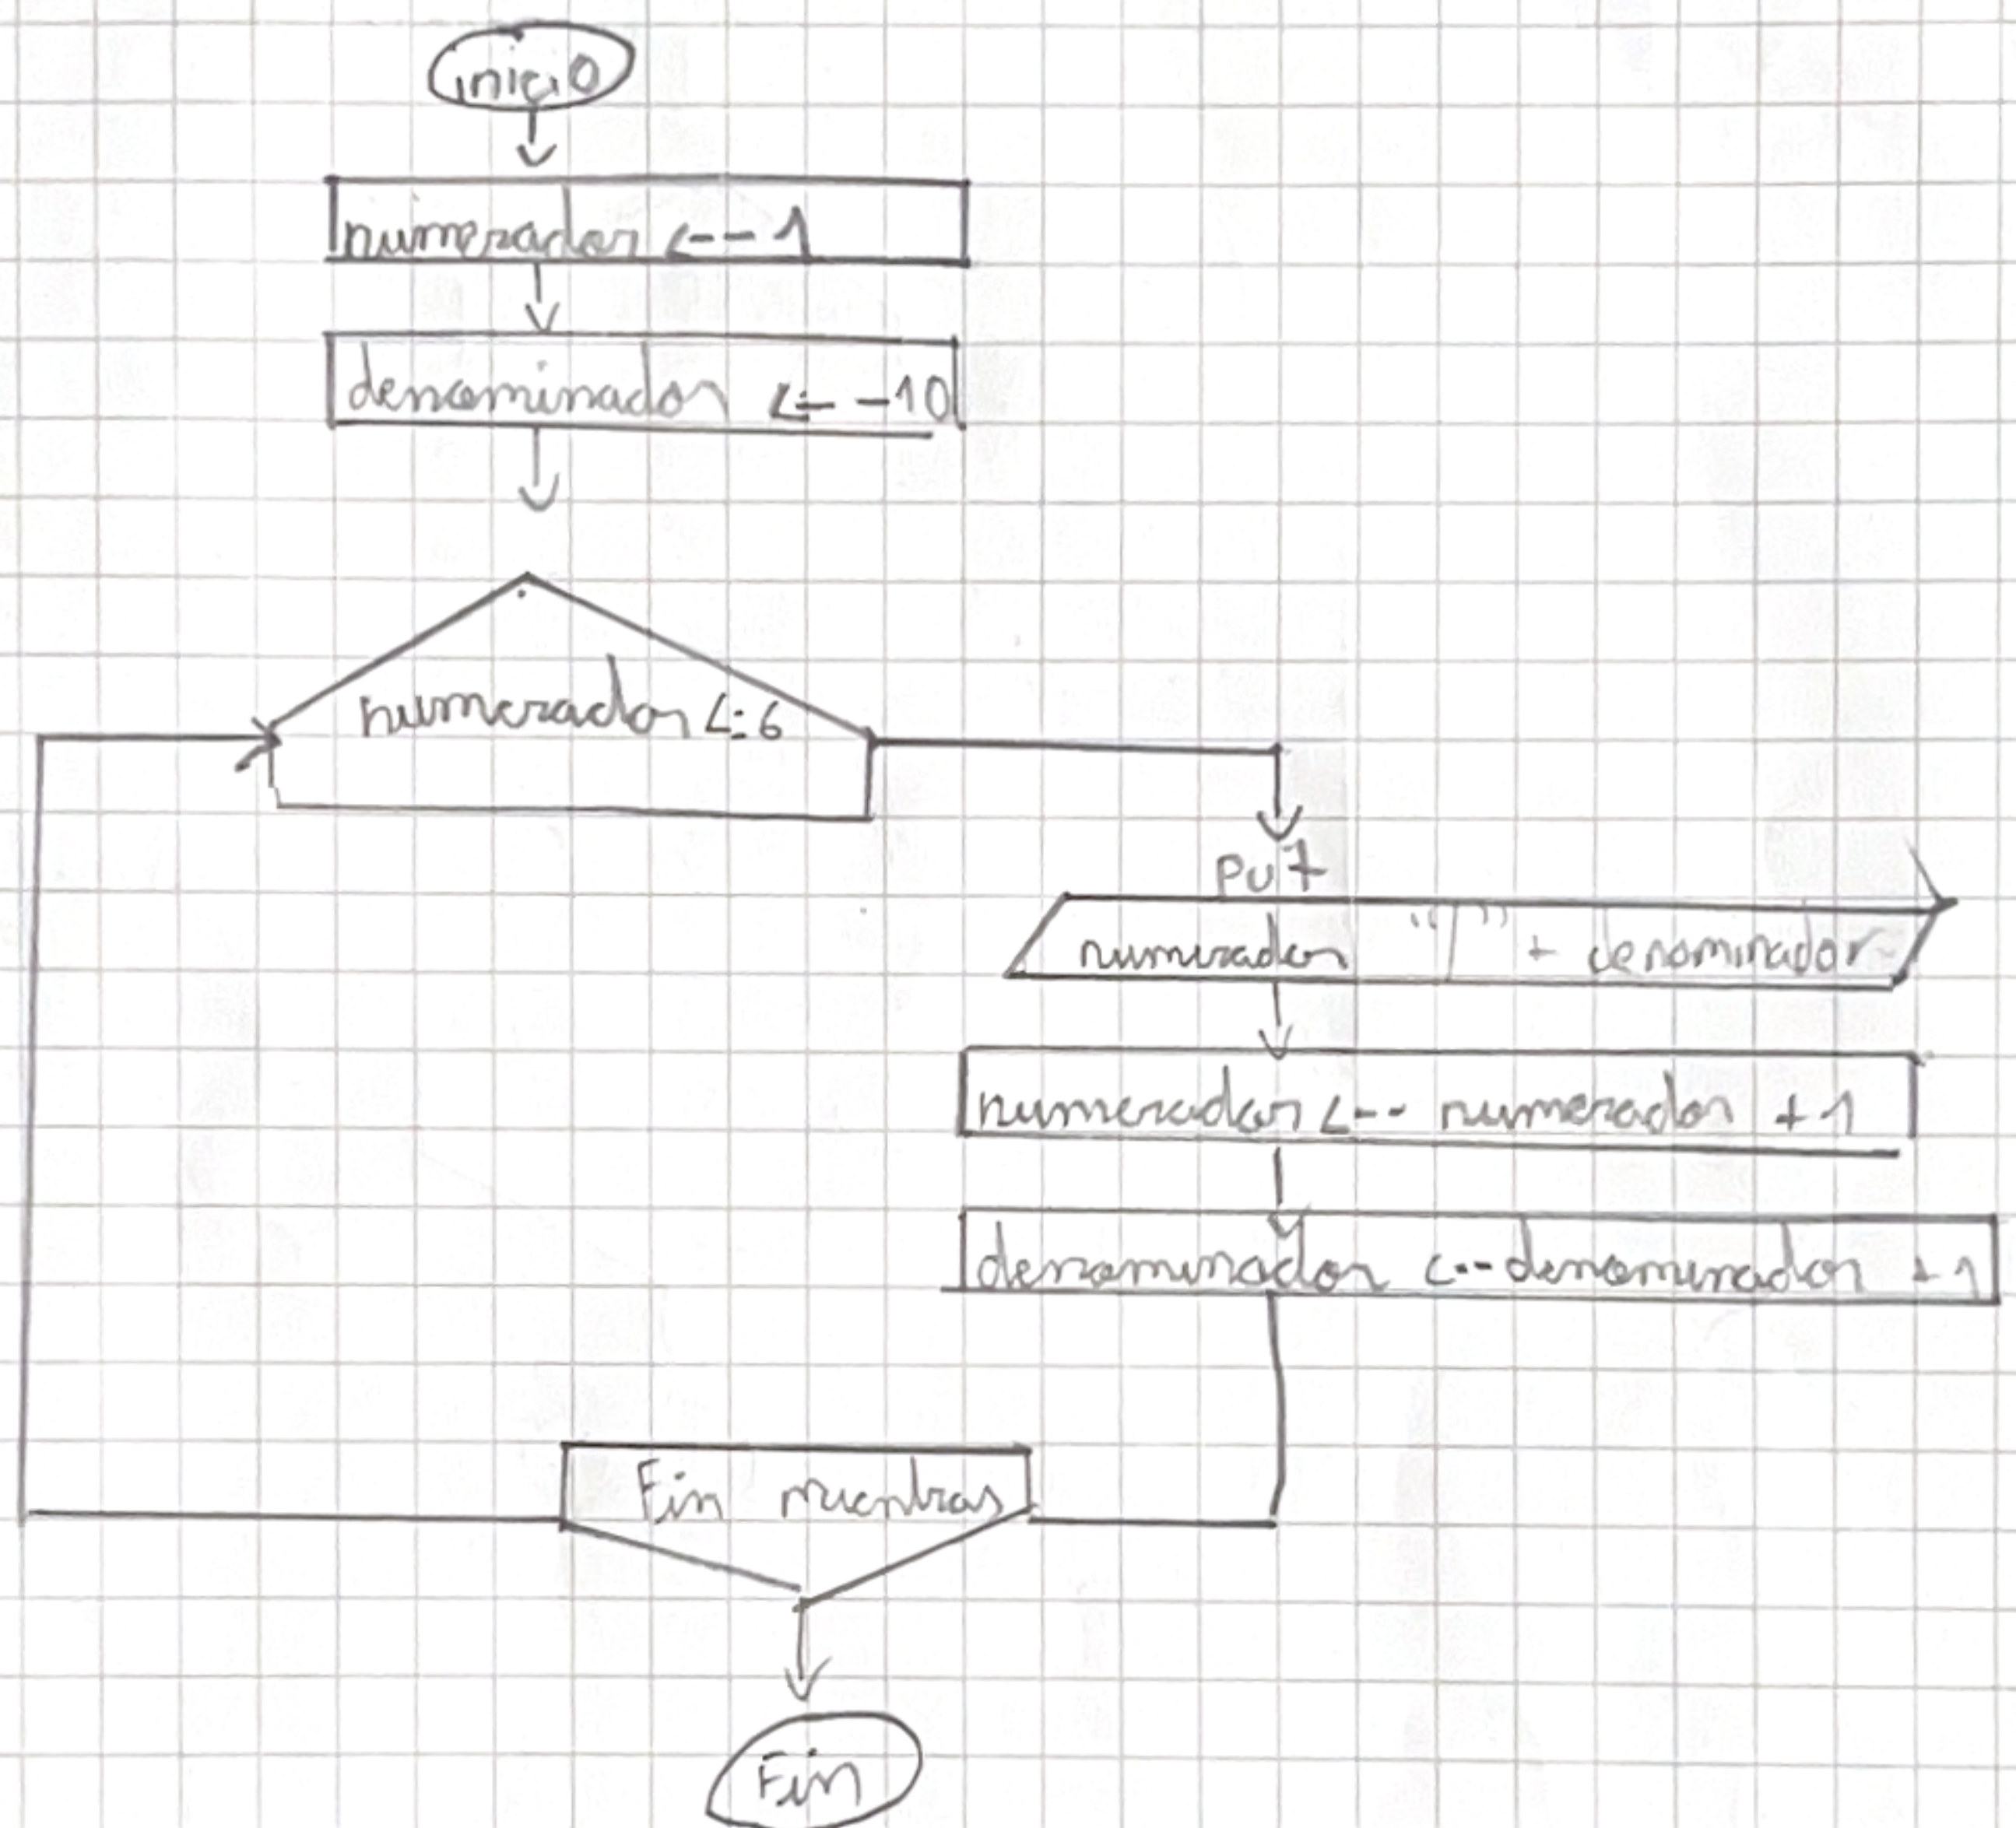 inicio
numerador <-- 1
denominador <- -10
numerador <= 6
put
numerador "/" + denominador
numerador <-- numerador + 1
denominador <-- denominador + 1
Fin mientras
Fin